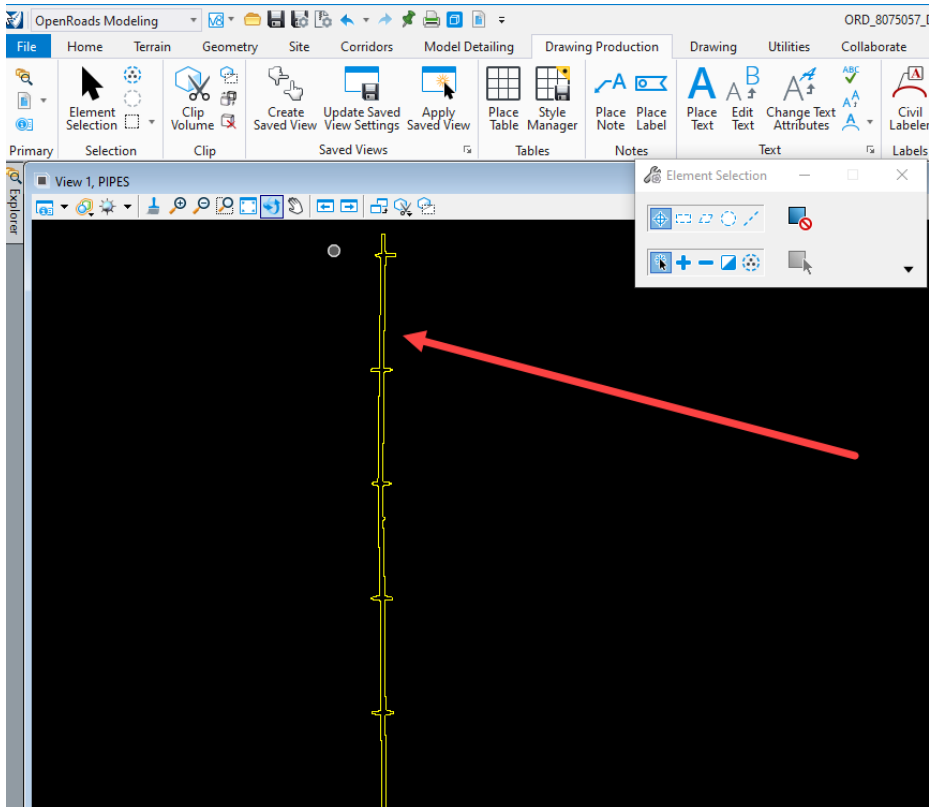 OpenRoads Modeling V8 ORD_8075057_D
File Home Terrain Geometry Site Corridors Model Detailing Drawing Production Drawing Utilities Collaborate
Element Selection
Clip Volume
Create Saved View
Update Saved View Settings
Apply Saved View
Place Table
Style Manager
Place Note
Place Label
Place Text
Edit Text
Change Text Attributes
ABC
Civil Labeler
Primary Selection Clip Saved Views Tables Notes Text Labels
Explorer
View 1, PIPES
Element Selection